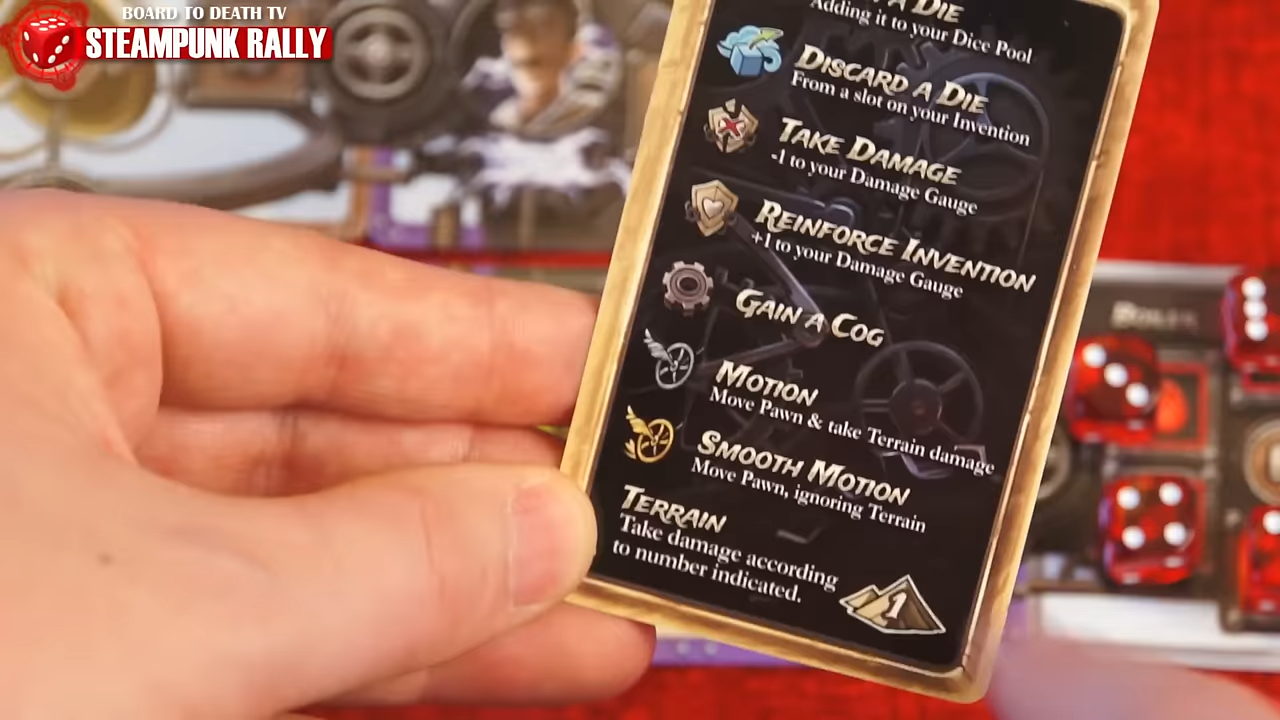 BOARD TO DEATH TV
STEAMPUNK RALLY
A DIE
Adding it to your Dice Pool
DISCARD A DIE
From a slot on your Invention
TAKE DAMAGE
-1 to your Damage Gauge
REINFORCE INVENTION
+1 to your Damage Gauge
GAIN A COG
MOTION
Move Pawn & take Terrain damage
SMOOTH MOTION
Move Pawn, ignoring Terrain
TERRAIN
Take damage according
to number indicated.
1